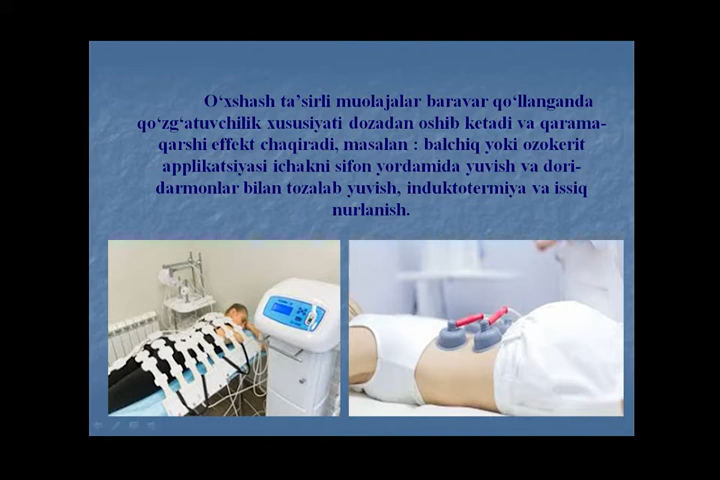 O‘xshash ta’sirli muolajalar baravar qo‘llanganda
qo‘zg‘atuvchilik xususiyati dozadan oshib ketadi va qarama-
qarshi effekt chaqiradi, masalan : balchiq yoki ozokerit
applikatsiyasi ichakni sifon yordamida yuvish va dori-
darmonlar bilan tozalab yuvish, induktotermiya va issiq
nurlanish.